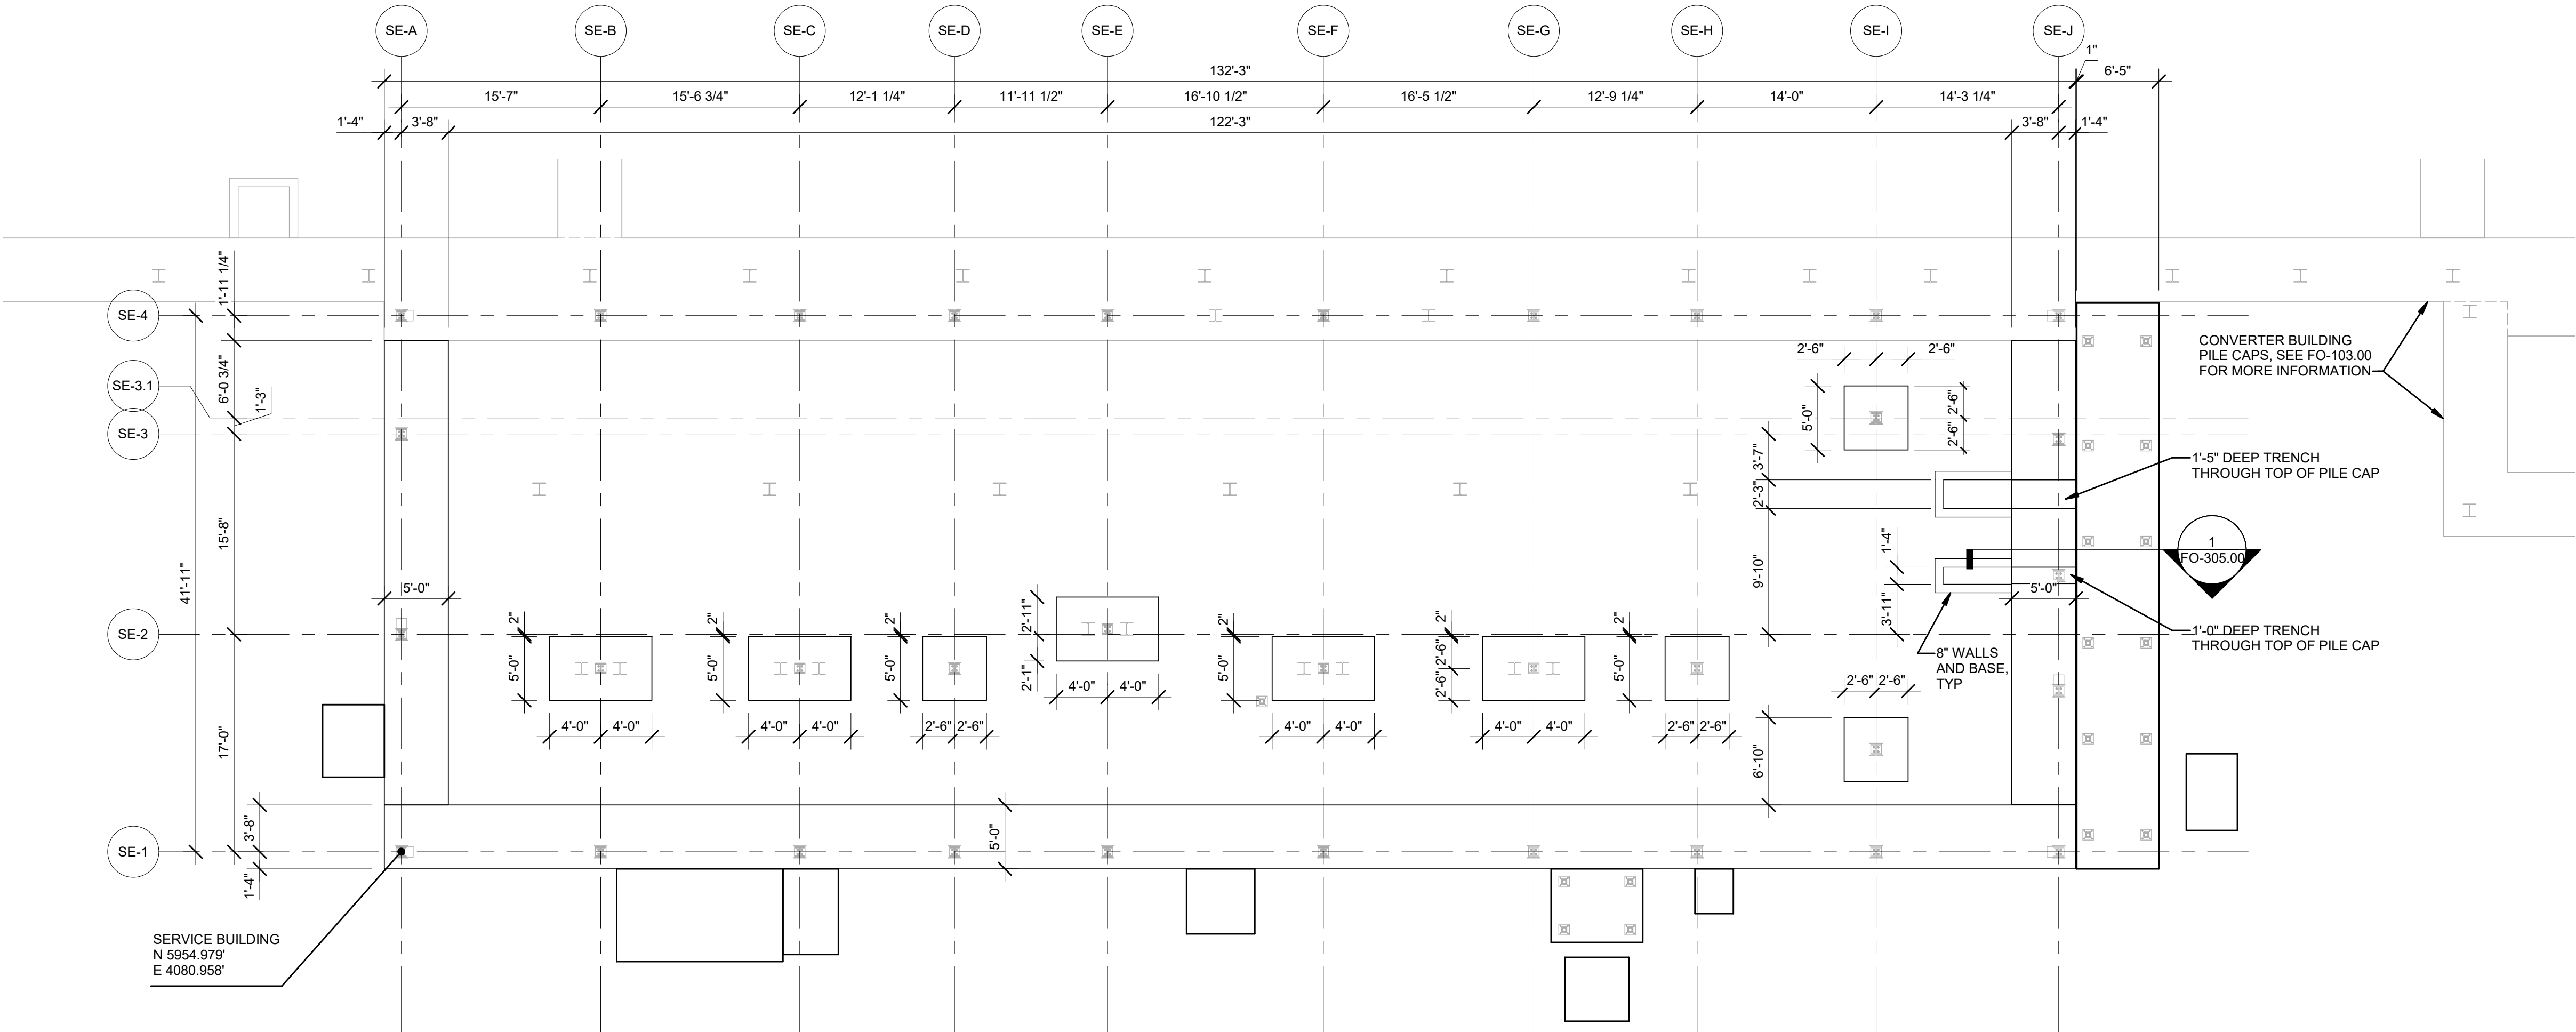 SE-A
SE-B
SE-C
SE-D
SE-E
SE-F
SE-G
SE-H
SE-I
SE-J
1"
132'-3"
6'-5"
15'-7"
15'-6 3/4"
12'-1 1/4"
11'-11 1/2"
16'-10 1/2"
16'-5 1/2"
12'-9 1/4"
14'-0"
14'-3 1/4"
1'-4"
3'-8"
122'-3"
3'-8"
1'-4"
1'-11 1/4"
SE-4
SE-3.1
SE-3
SE-2
SE-1
6'-0 3/4"
1'-3"
15'-8"
41'-11"
17'-0"
3'-8"
1'-4"
5'-0"
2"
5'-0"
4'-0"
4'-0"
2"
5'-0"
4'-0"
4'-0"
2"
5'-0"
2'-6"
2'-6"
2'-11"
2'-1"
4'-0"
4'-0"
5'-0"
2"
5'-0"
4'-0"
4'-0"
2"
2'-6"
2'-6"
4'-0"
4'-0"
2"
5'-0"
2'-6"
2'-6"
2'-6"
2'-6"
5'-0"
2'-6"
2'-6"
3'-7"
2'-3"
9'-10"
1'-4"
3'-11"
5'-0"
2'-6"
2'-6"
6'-10"
8" WALLS
AND BASE,
TYP
CONVERTER BUILDING
PILE CAPS, SEE FO-103.00
FOR MORE INFORMATION
1'-5" DEEP TRENCH
THROUGH TOP OF PILE CAP
1
FO-305.00
1'-0" DEEP TRENCH
THROUGH TOP OF PILE CAP
SERVICE BUILDING
N 5954.979'
E 4080.958'